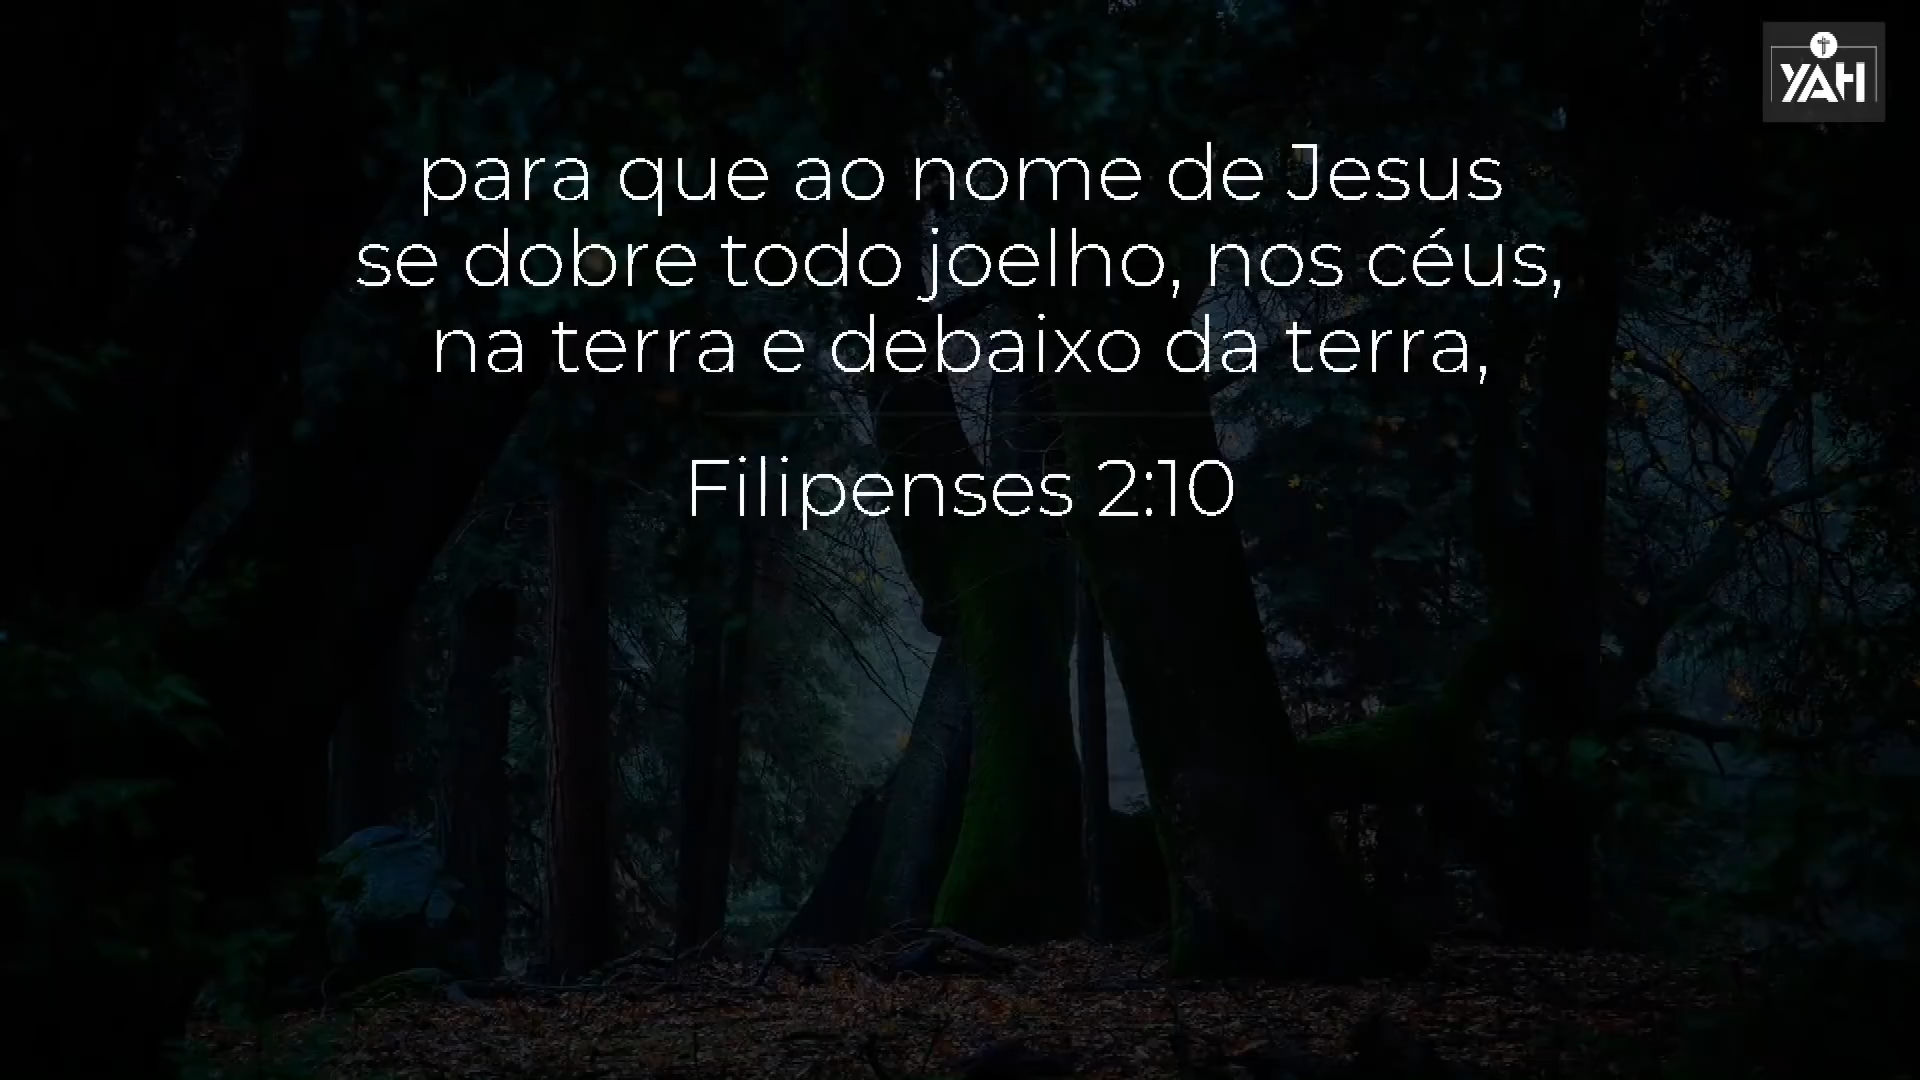 YAH
para que ao nome de Jesus
se dobre todo joelho, nos céus,
na terra e debaixo da terra,
Filipenses 2:10